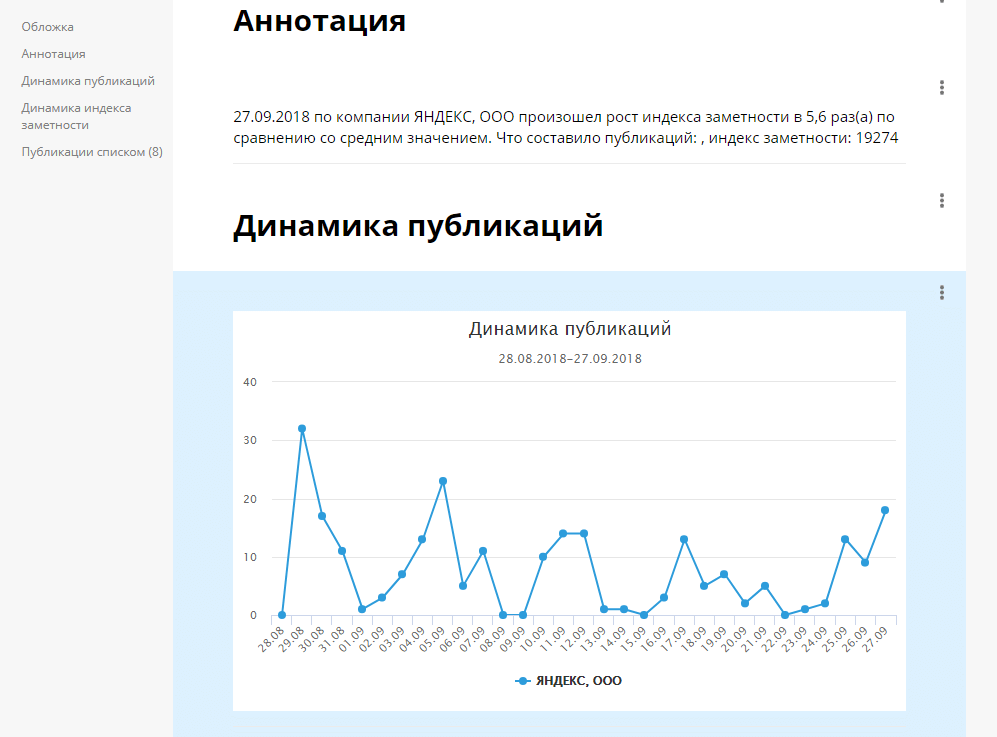 Обложка
Аннотация
Динамика публикаций
Динамика индекса
заметности
Публикации списком (8)
Аннотация
27.09.2018 по компании ЯНДЕКС, ООО произошел рост индекса заметности в 5,6 раз(а) по
сравнению со средним значением. Что составило публикаций: , индекс заметности: 19274
Динамика публикаций
Динамика публикаций
28.08.2018–27.09.2018
40
30
20
10
0
28.08 29.08 30.08 31.08 01.09 02.09 03.09 04.09 05.09 06.09 07.09 08.09 09.09 10.09 11.09 12.09 13.09 14.09 15.09 16.09 17.09 18.09 19.09 20.09 21.09 22.09 23.09 24.09 25.09 26.09 27.09
ЯНДЕКС, ООО